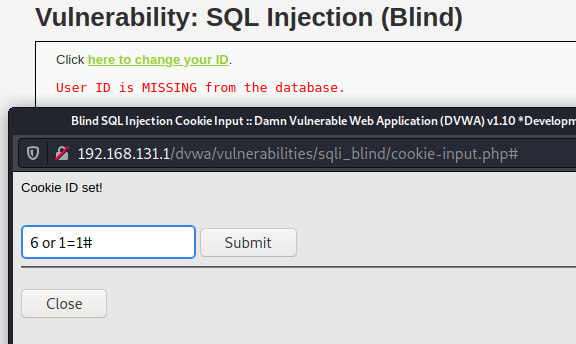 Vulnerability: SQL Injection (Blind)
Click here to change your ID.
User ID is MISSING from the database.
Blind SQL Injection Cookie Input :: Damn Vulnerable Web Application (DVWA) v1.10 *Developm
192.168.131.1/dvwa/vulnerabilities/sqli_blind/cookie-input.php#
Cookie ID set!
6 or 1=1#
Submit
Close